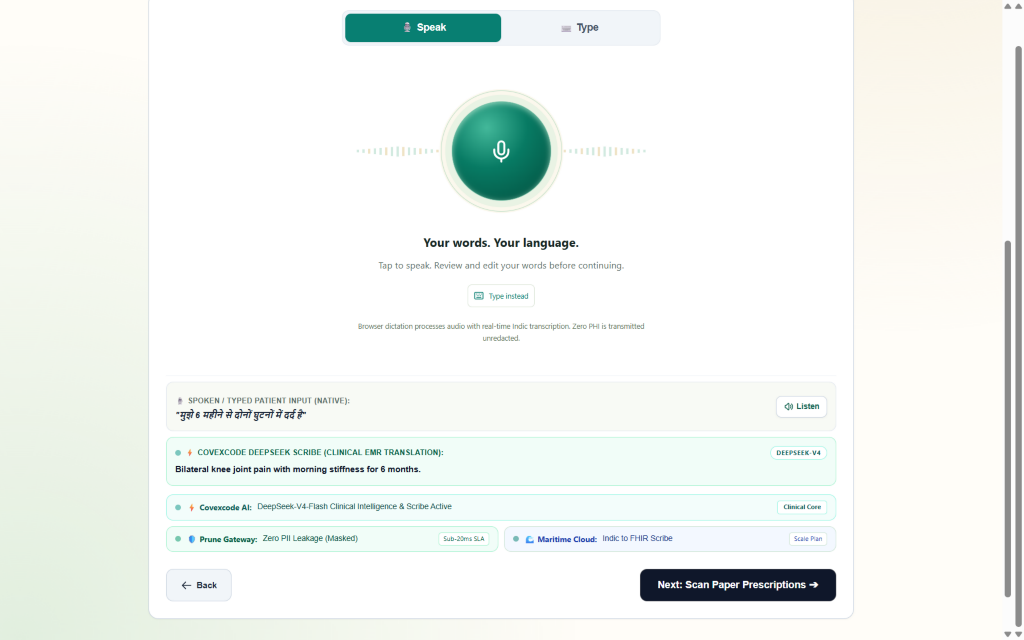 Speak
Type
Your words. Your language.
Tap to speak. Review and edit your words before continuing.
Type instead
Browser dictation processes audio with real-time Indic transcription. Zero PHI is transmitted
unredacted.
SPOKEN / TYPED PATIENT INPUT (NATIVE):
"मुझे 6 महीने से दोनों घुटनों में दर्द है"
Listen
COVEXCODE DEEPSEEK SCRIBE (CLINICAL EMR TRANSLATION):
DEEPSEEK-V4
Bilateral knee joint pain with morning stiffness for 6 months.
Covexcode AI: DeepSeek-V4-Flash Clinical Intelligence & Scribe Active
Clinical Core
Prune Gateway: Zero PII Leakage (Masked)
Sub-20ms SLA
Maritime Cloud: Indic to FHIR Scribe
Scale Plan
← Back
Next: Scan Paper Prescriptions ➔